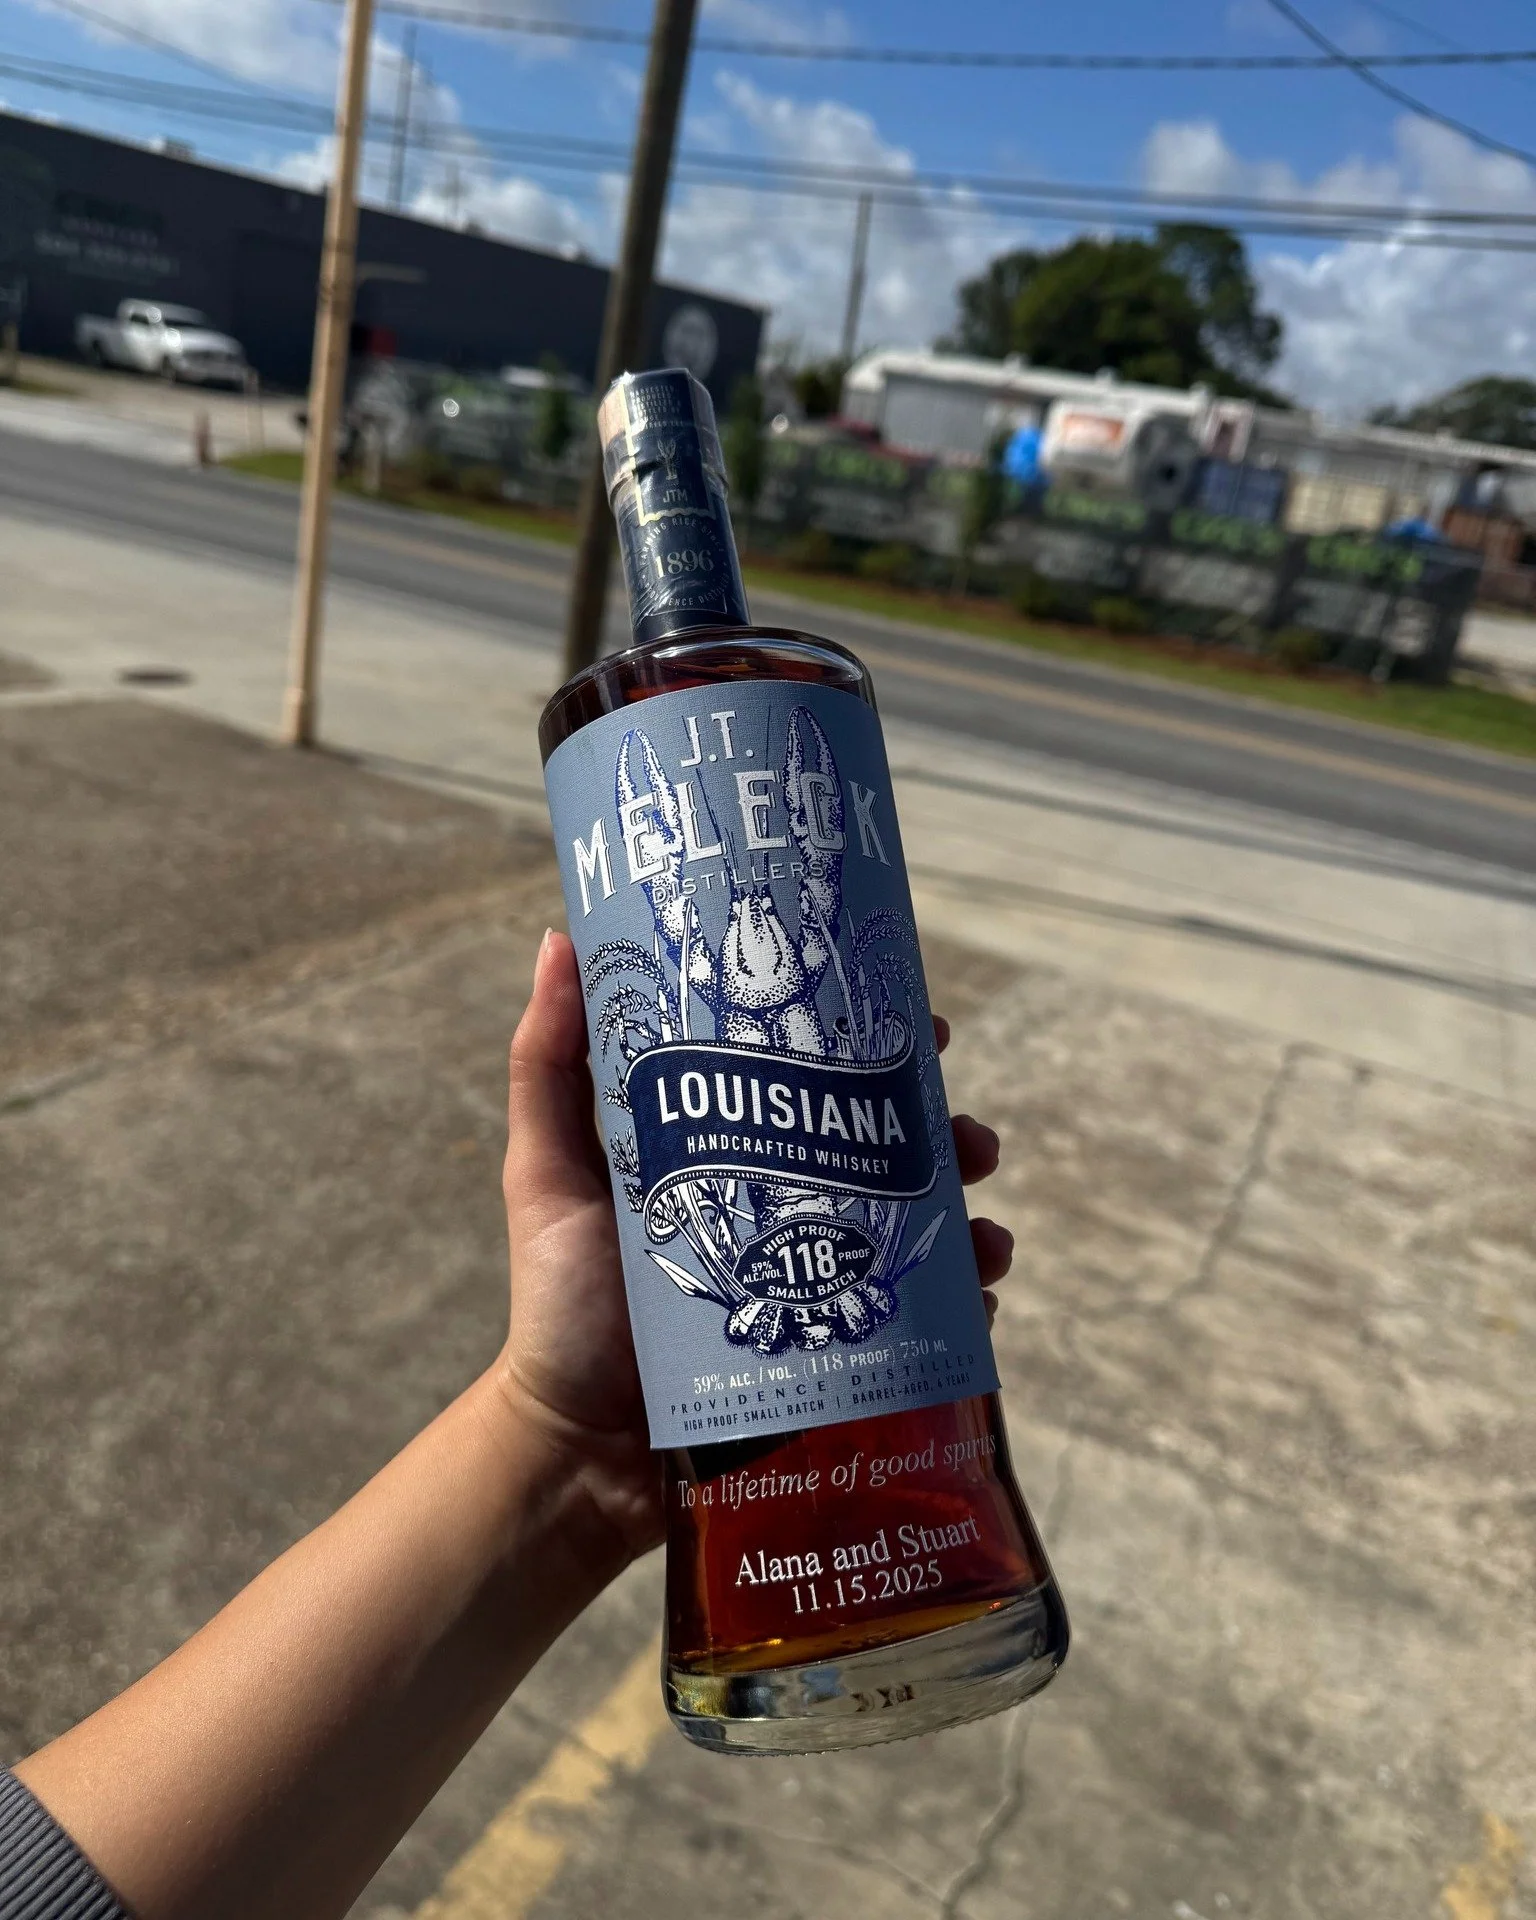 JTM
1896
J.T.
MELECK
DISTILLERS
LOUISIANA
HANDCRAFTED WHISKEY
HIGH PROOF
59% ALC./VOL. 118 PROOF
SMALL BATCH
59% ALC. / VOL. (118 PROOF) 750 ML
PROVIDENCE DISTILLED
HIGH PROOF SMALL BATCH | BARREL-AGED,
To a lifetime of good spirits
Alana and Stuart
11.15.2025